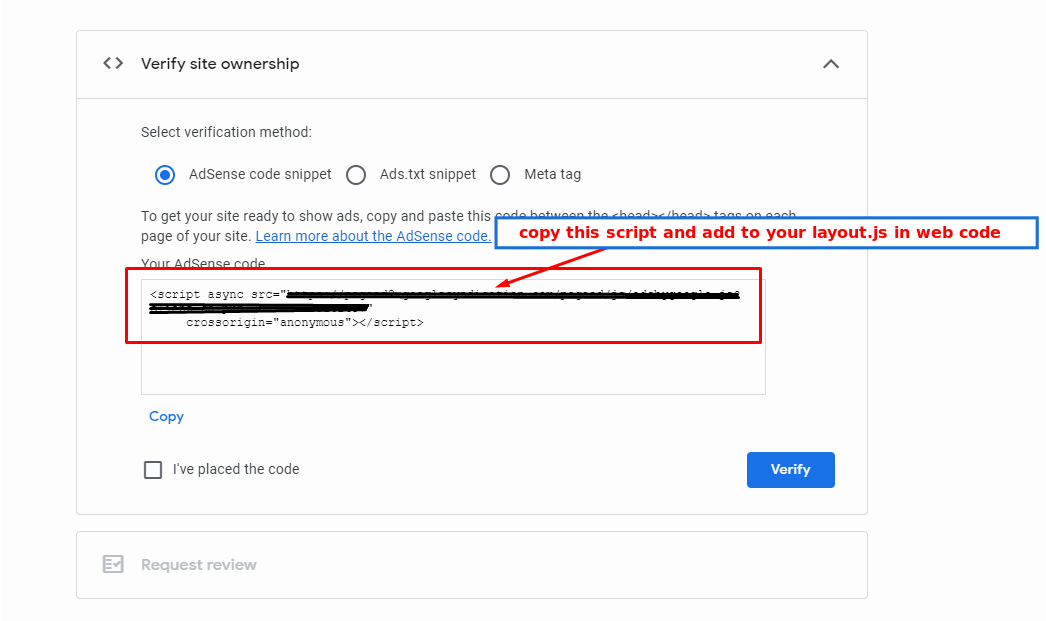 Verify site ownership
Select verification method:
AdSense code snippet Ads.txt snippet Meta tag
To get your site ready to show ads, copy and paste this code between the <head></head> tags on each
page of your site. Learn more about the AdSense code.
copy this script and add to your layout.js in web code
Your AdSense code
<script async src="
"
crossorigin="anonymous"></script>
Copy
I've placed the code
Verify
Request review